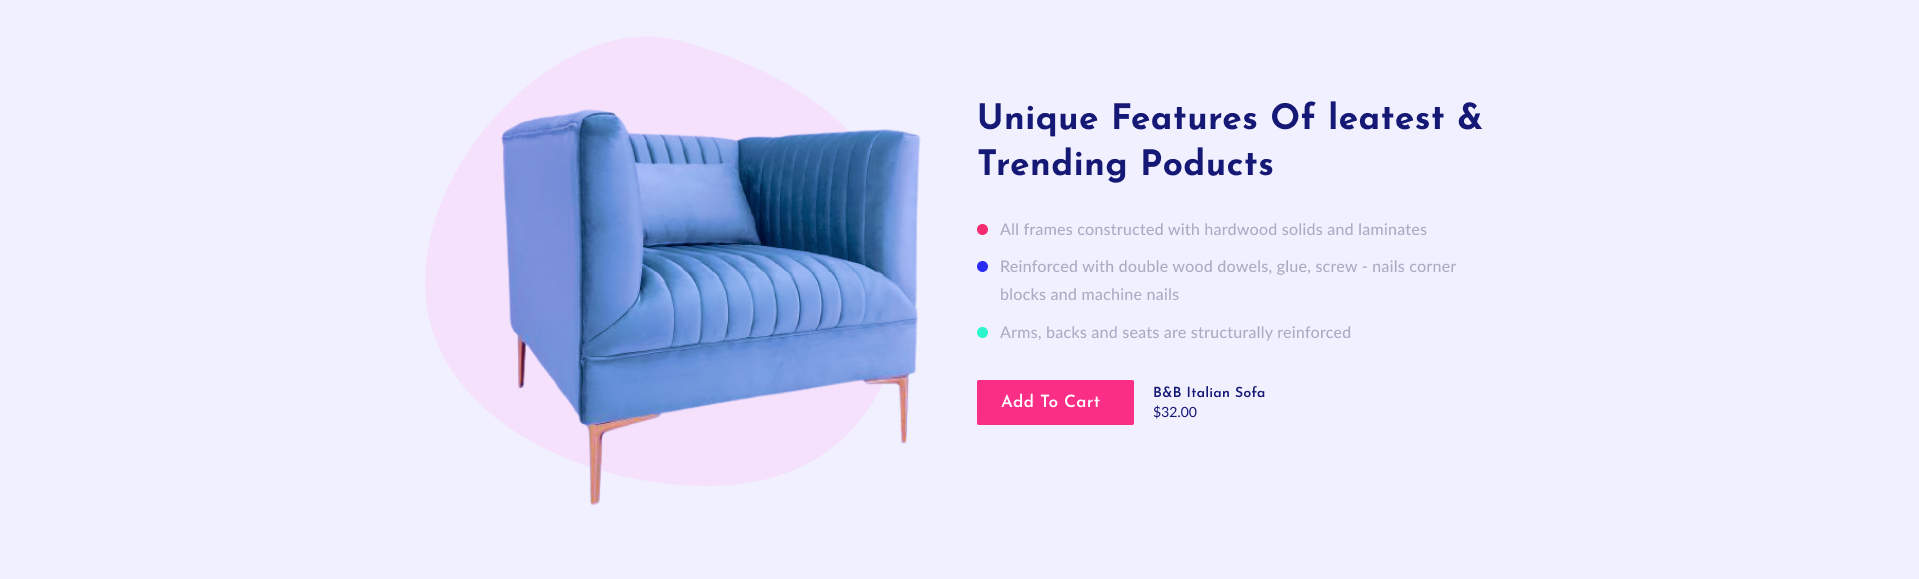 Unique Features Of leatest &
Trending Poducts
All frames constructed with hardwood solids and laminates
Reinforced with double wood dowels, glue, screw - nails corner
blocks and machine nails
Arms, backs and seats are structurally reinforced
Add To Cart
B&B Italian Sofa
$32.00